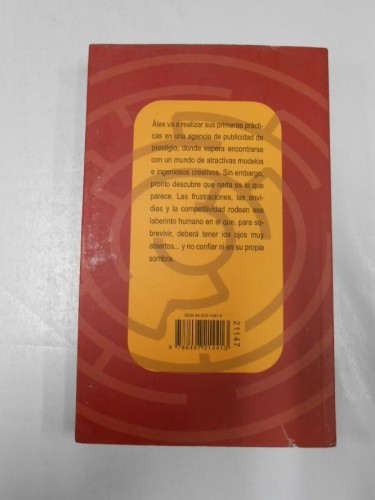 Álex va a realizar sus primeras prácti-
cas en una agencia de publicidad de
prestigio, donde espera encontrarse
con un mundo de atractivas modelos
e ingeniosos creativos. Sin embargo,
pronto descubre que nada es lo que
parece. Las frustraciones, las envi-
dias y la competitividad rodean ese
laberinto humano en el que, para so-
brevivir, deberá tener los ojos muy
abiertos... y no confiar ni en su propia
sombra.
21147